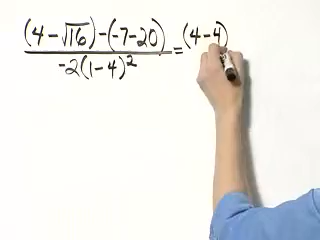 (4 - √16) - (-7 - 20) = (4 - 4)
-2(1 - 4)²